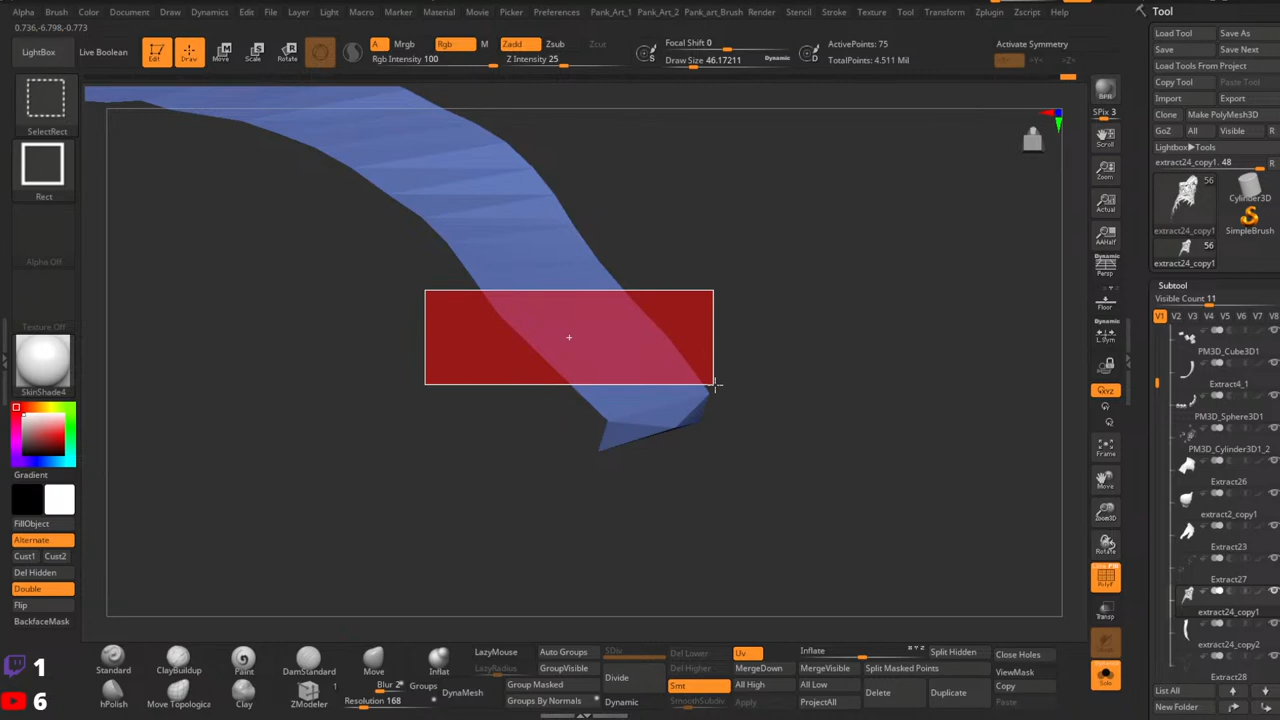 Alpha Brush Color Document Draw Dynamics Edit File Layer Light Macro Marker Material Movie Picker Preferences Pank_Art_1 Pank_Art_2 Pank_art_Brush Render Stencil Stroke Texture Tool Transform Zplugin Zscript Help
0.736,-6.798,-0.773
LightBox
Live Boolean
Edit
Draw
Move
Scale
Rotate
A
Mrgb
Rgb
M
Rgb Intensity 100
Zadd
Zsub
Zcut
Z Intensity 25
S
Focal Shift 0
Draw Size 46.17211
Dynamic
D
ActivePoints: 75
TotalPoints: 4.511 Mil
Activate Symmetry
SelectRect
Rect
Alpha Off
Texture Off
SkinShade4
Gradient
FillObject
Alternate
Cust1 Cust2
Del Hidden
Double
Flip
BackfaceMask
1
6
BPR
SPix 3
Scroll
Zoom
Actual
AAHalf
Dynamic
Persp
Floor
Dynamic
L.Sym
Frame
Move
Zoom3D
Rotate
PolyF
Transp
Solo
Tool
Load Tool
Save As
Save
Save Next
Load Tools From Project
Copy Tool
Paste Tool
Import
Export
Clone
Make PolyMesh3D
GoZ
All
Visible
R
Lightbox▶Tools
extract24_copy1. 48
R
56
Cylinder3D
extract24_copy1
SimpleBrush
56
extract24_copy1
Subtool
Visible Count 11
V1 V2 V3 V4 V5 V6 V7 V8
PM3D_Cube3D1
Extract4_1
PM3D_Sphere3D1
PM3D_Cylinder3D1_2
Extract26
extract2_copy1
Extract23
Extract27
extract24_copy1
extract24_copy2
Extract28
List All
New Folder
Standard
ClayBuildup
Paint
DamStandard
Move
Inflat
hPolish
Move Topologica
Clay
ZModeler
1
Blur 2
Groups
Resolution 168
DynaMesh
LazyMouse
LazyRadius
Auto Groups
GroupVisible
Group Masked
Groups By Normals
SDiv
Divide
Dynamic
Del Lower
Del Higher
Smt
SmoothSubdiv
Uv
MergeDown
All High
Apply
Inflate
X Y Z
MergeVisible
All Low
ProjectAll
Split Hidden
Split Masked Points
Delete
Duplicate
Close Holes
ViewMask
Copy
Paste